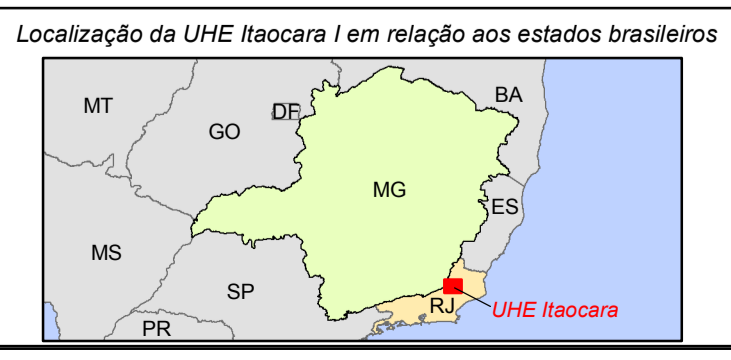 Localização da UHE Itaocara I em relação aos estados brasileiros
MT
BA
DF
GO
MG
ES
MS
SP
RJ
UHE Itaocara
PR